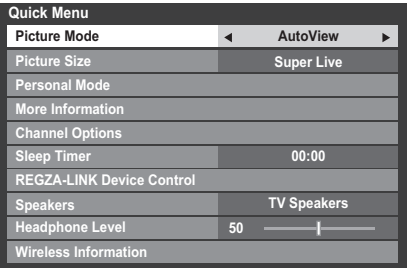 Quick Menu
Picture Mode ◄ AutoView ►
Picture Size Super Live
Personal Mode
More Information
Channel Options
Sleep Timer 00:00
REGZA-LINK Device Control
Speakers TV Speakers
Headphone Level 50
Wireless Information